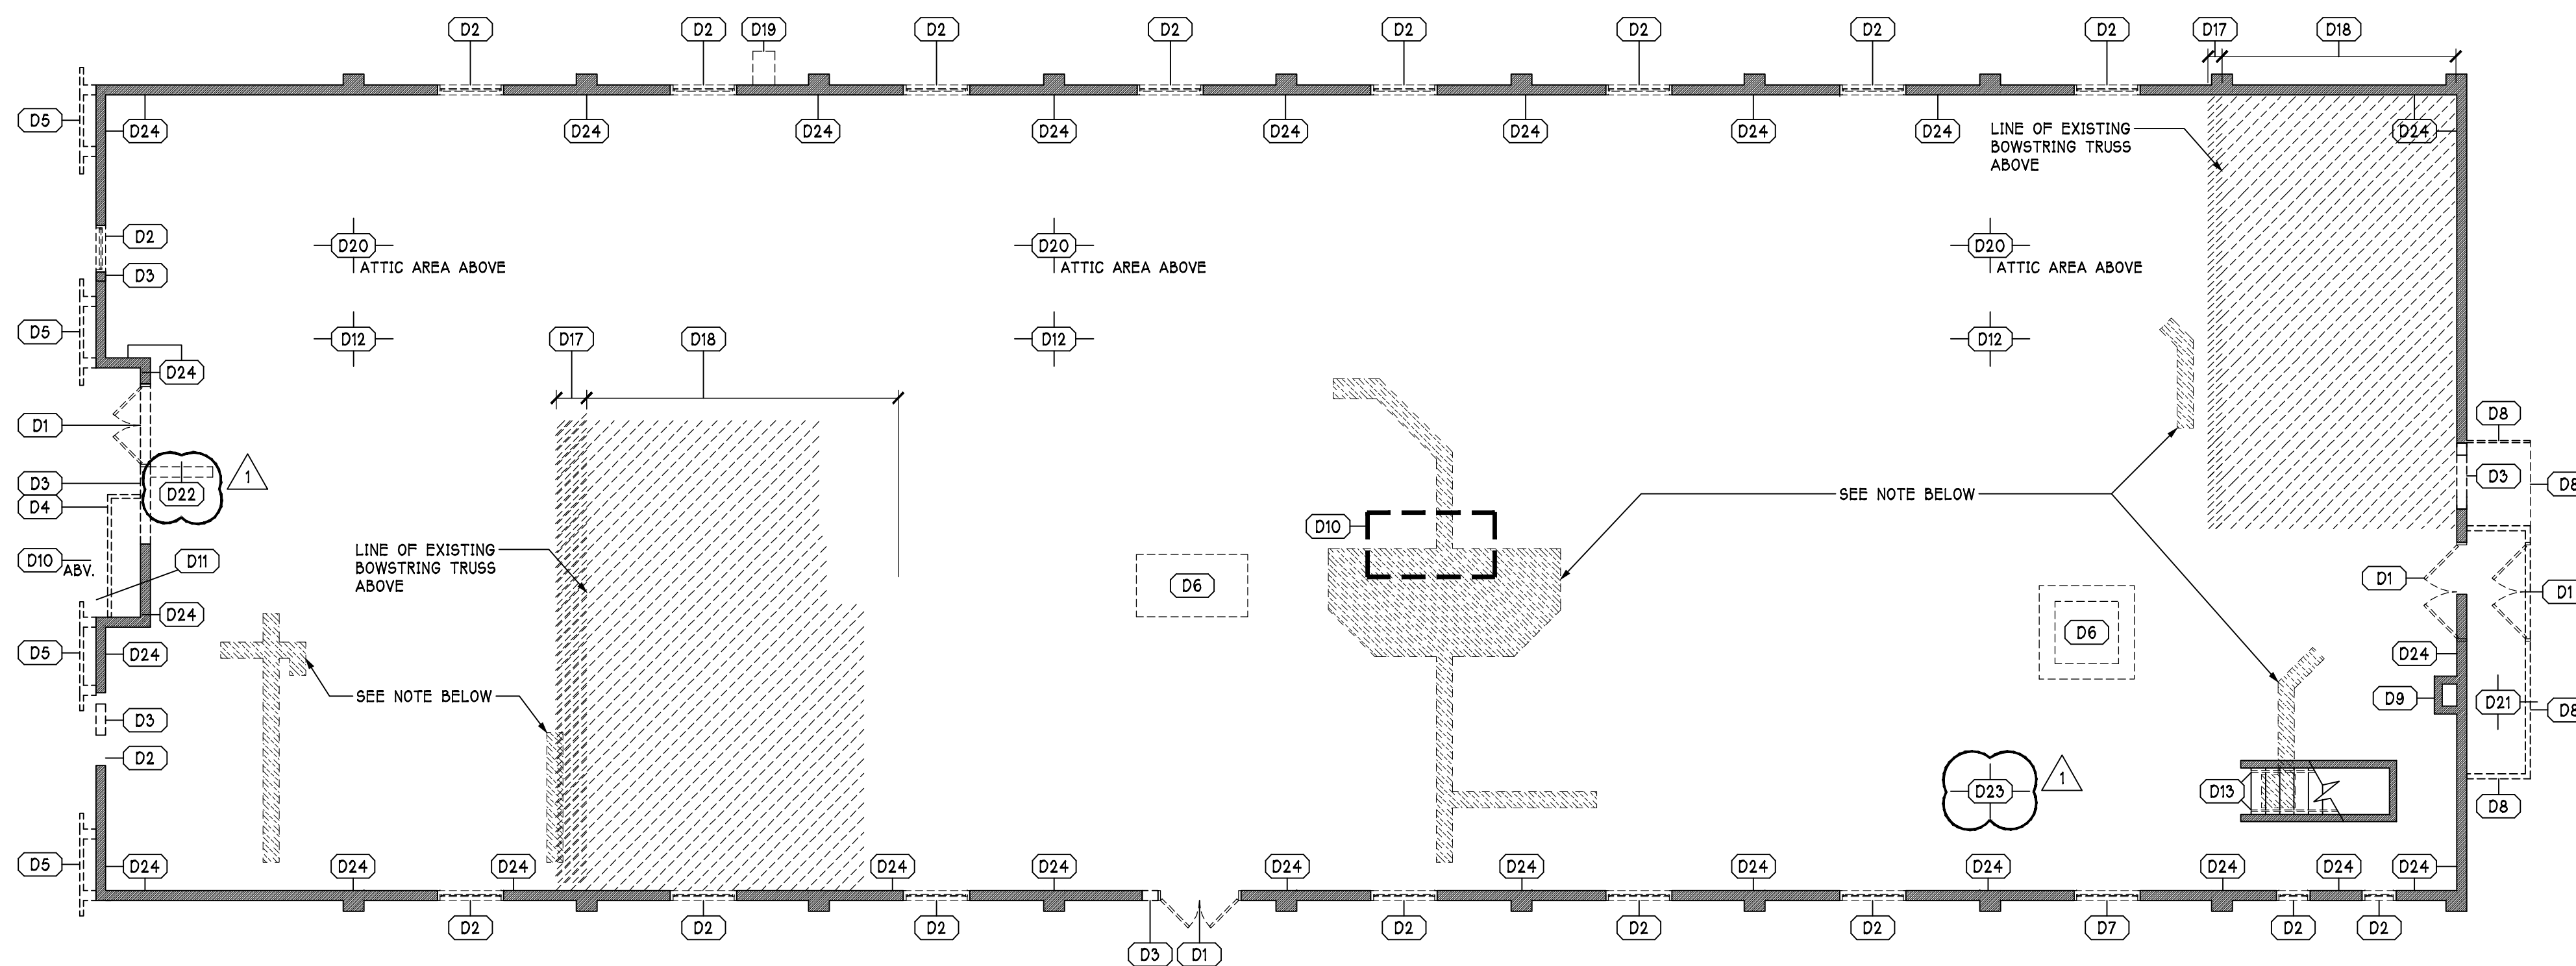 D2
D2
D19
D2
D2
D2
D2
D2
D2
D17
D18
D5
D24
D24
D24
D24
D24
D24
D24
D24
D24
LINE OF EXISTING
BOWSTRING TRUSS
ABOVE
D2
D3
D20
ATTIC AREA ABOVE
D20
ATTIC AREA ABOVE
D20
ATTIC AREA ABOVE
D5
D12
D17
D18
D12
D12
D24
D1
D8
D3
D22
1
D4
SEE NOTE BELOW
D3
D8
D10
D10
ABV.
D11
LINE OF EXISTING
BOWSTRING TRUSS
ABOVE
D6
D1
D1
D24
D6
D5
D24
D24
SEE NOTE BELOW
D9
D21
D8
D3
D2
D23
1
D13
D8
D5
D24
D24
D24
D24
D24
D24
D24
D24
D24
D24
D24
D24
D2
D2
D2
D2
D2
D2
D7
D2
D2
D3
D1